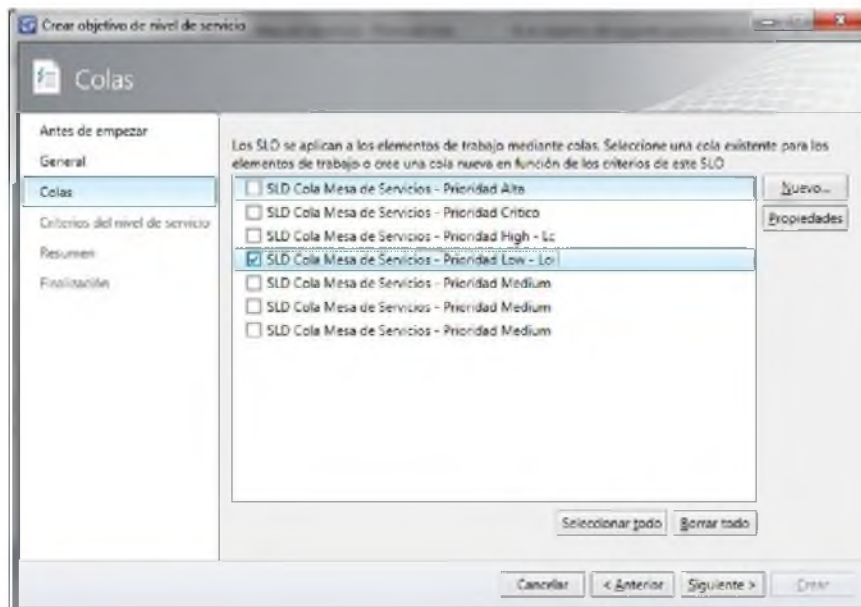 Crear objetivo de nivel de servicio
Colas
Antes de empezar
General
Colas
Criterios del nivel de servicio
Resumen
Finalización
Los SLO se aplican a los elementos de trabajo mediante colas. Seleccione una cola existente para los
elementos de trabajo o cree una cola nueva en función de los criterios de este SLO
SLD Cola Mesa de Servicios - Prioridad Alta
SLD Cola Mesa de Servicios - Prioridad Critico
SLD Cola Mesa de Servicios - Prioridad High - Lo
SLD Cola Mesa de Servicios - Prioridad Low - Lo
SLD Cola Mesa de Servicios - Prioridad Medium
SLD Cola Mesa de Servicios - Prioridad Medium
SLD Cola Mesa de Servicios - Prioridad Medium
Nuevo...
Propiedades
Seleccionar todo
Borrar todo
Cancelar
< Anterior
Siguiente >
Crear